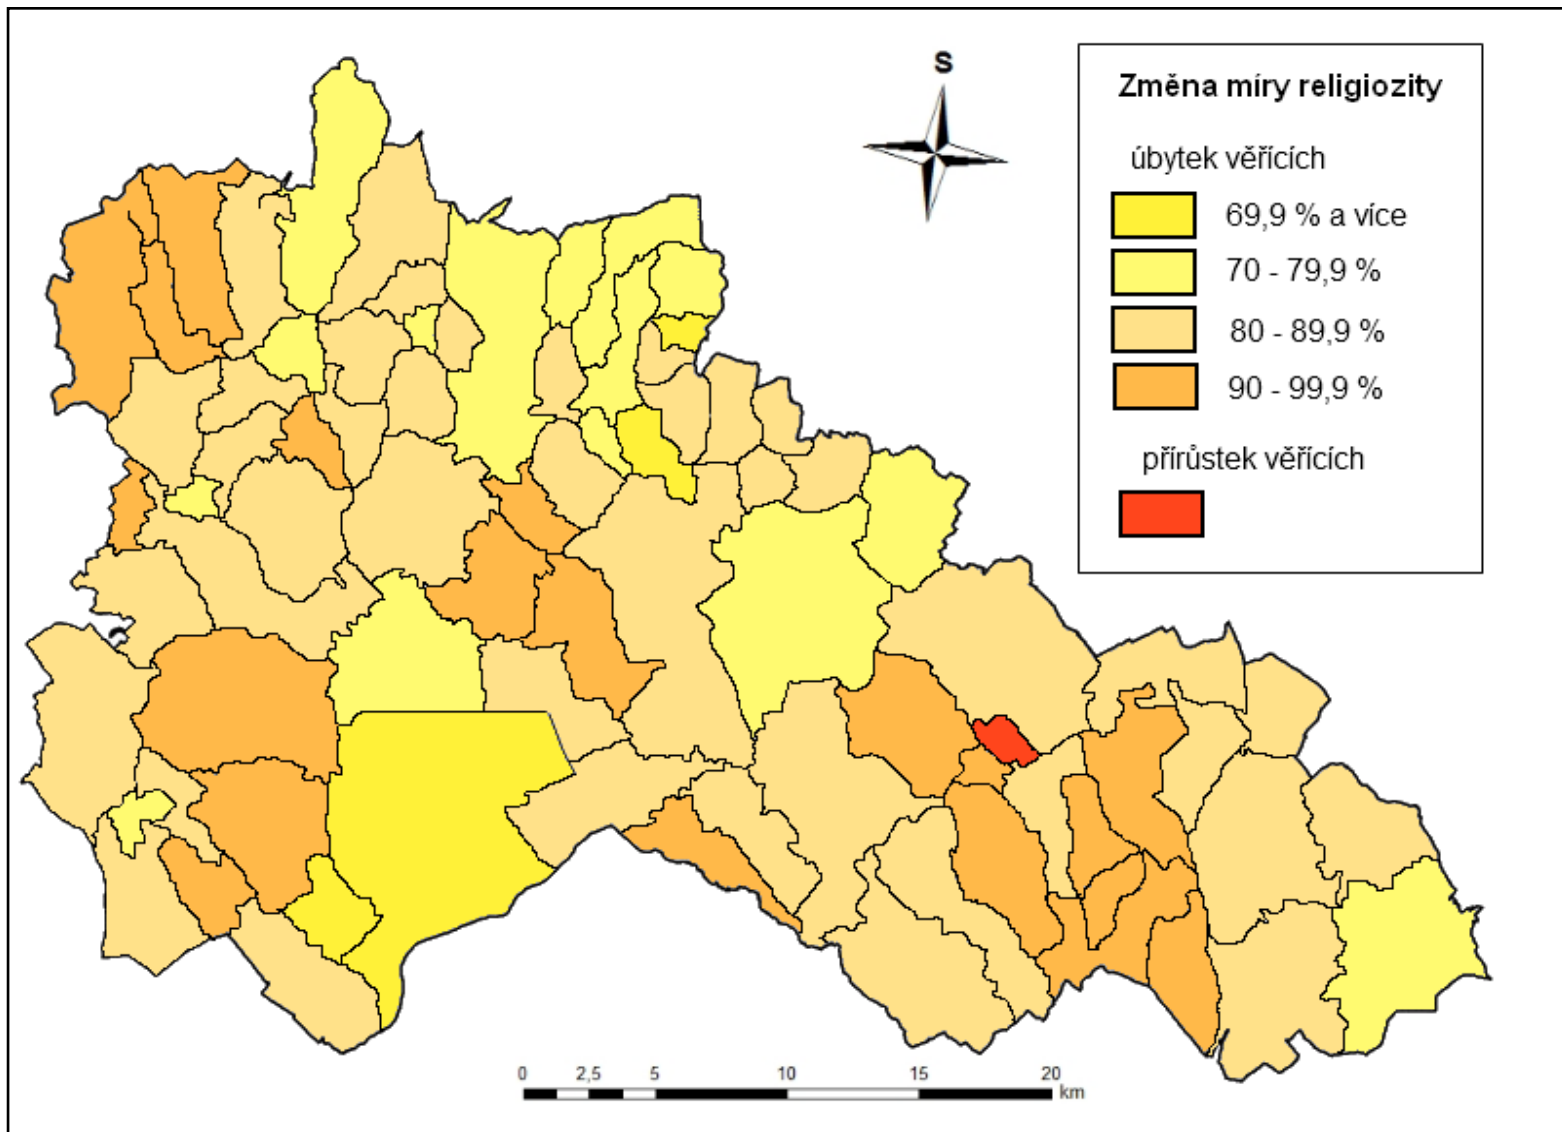 S
Změna míry religiozity
úbytek věřících
69,9 % a více
70 - 79,9 %
80 - 89,9 %
90 - 99,9 %
přírůstek věřících
0 2,5 5 10 15 20
km